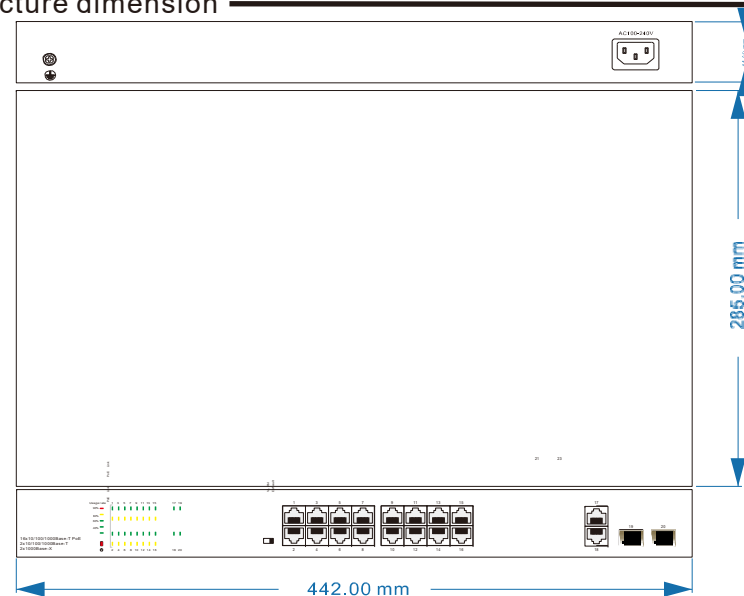 cture dimension
AC100-240V
285.00 mm
21 22
1 3 5 7 9 11 13 15 17
19 20
2 4 6 8 10 12 14 16 18
16x10/100/1000Base-T PoE
2x10/100/1000Base-T
2x1000Base-X
442.00 mm